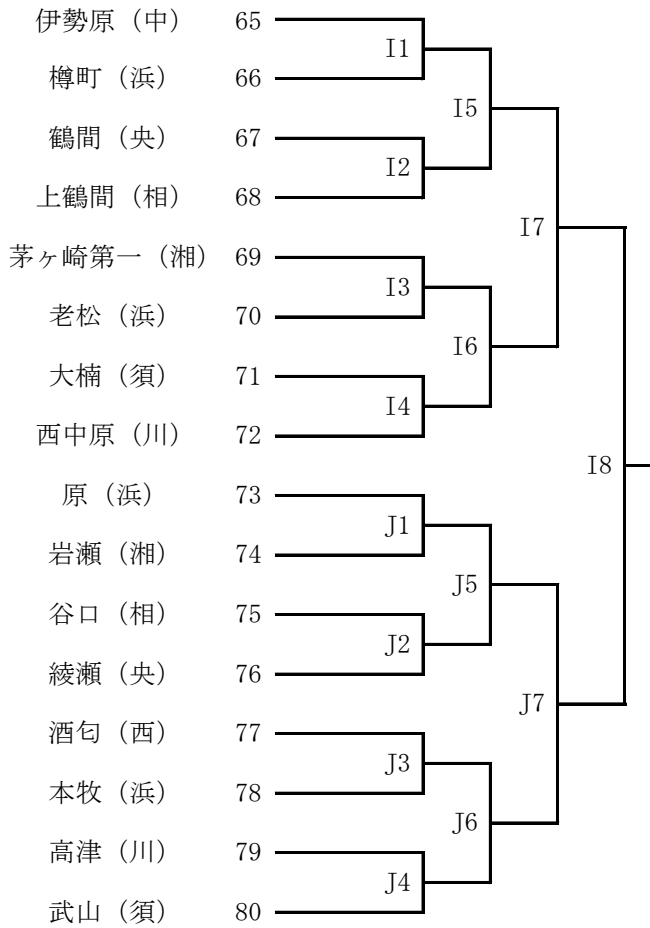 伊勢原（中） 65
I1
樽町（浜） 66
I5
鶴間（央） 67
I2
上鶴間（相） 68
I7
茅ヶ崎第一（湘） 69
I3
老松（浜） 70
I6
大楠（須） 71
I4
西中原（川） 72
I8
原（浜） 73
J1
岩瀬（湘） 74
J5
谷口（相） 75
J2
綾瀬（央） 76
J7
酒匂（西） 77
J3
本牧（浜） 78
J6
高津（川） 79
J4
武山（須） 80